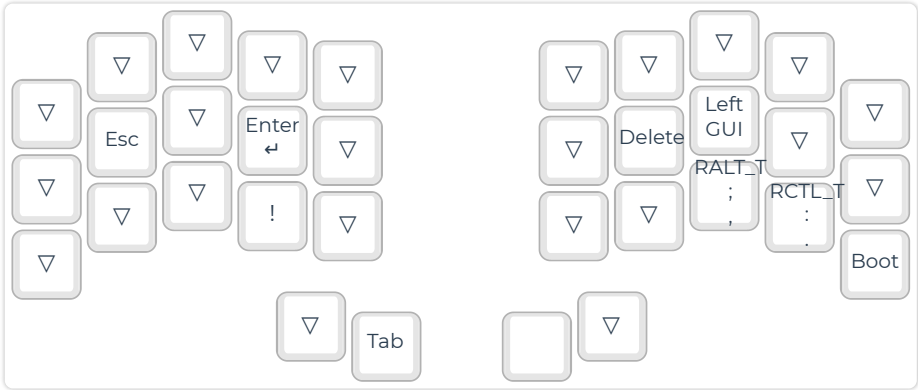 ▽ ▽ ▽ ▽ ▽ ▽ ▽ ▽ ▽ ▽
▽ Esc ▽ Enter ▽ ▽ Delete Left ▽ ▽
↵ GUI
▽ ▽ ▽ ! ▽ ▽ ▽ RALT_T RCTL_T Boot
; :
, .
▽ Tab ▽